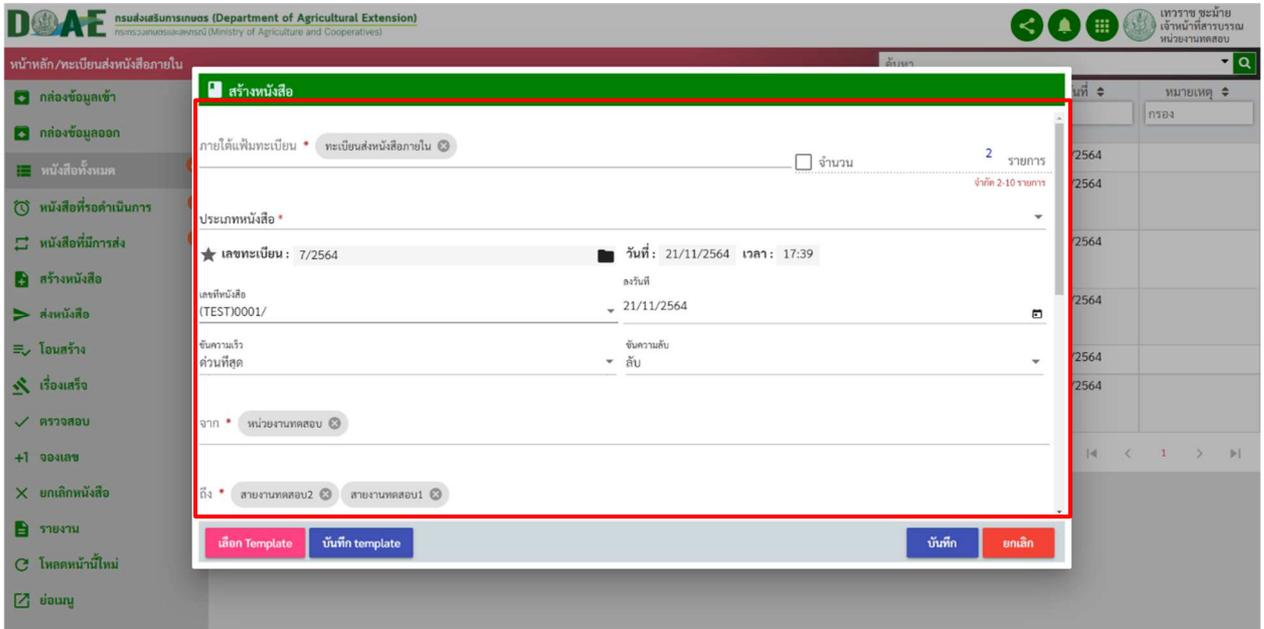 DOAE กรมส่งเสริมการเกษตร (Department of Agricultural Extension)
กระทรวงเกษตรและสหกรณ์ (Ministry of Agriculture and Cooperatives)
เทวราช ชะม้าย
เจ้าหน้าที่สารบรรณ
หน่วยงานทดสอบ
หน้าหลัก/ทะเบียนส่งหนังสือภายใน
ค้นหา
กล่องข้อมูลเข้า
กล่องข้อมูลออก
หนังสือทั้งหมด
หนังสือที่รอดำเนินการ
หนังสือที่มีการส่ง
สร้างหนังสือ
ส่งหนังสือ
โอนสร้าง
เรื่องเสร็จ
ตรวจสอบ
+1 จองเลข
ยกเลิกหนังสือ
รายงาน
โหลดหน้านี้ใหม่
ย่อเมนู
สร้างหนังสือ
ภายใต้แฟ้มทะเบียน * ทะเบียนส่งหนังสือภายใน
จำนวน 2 รายการ
จำกัด 2-10 รายการ
ประเภทหนังสือ *
เลขทะเบียน : 7/2564 วันที่ : 21/11/2564 เวลา : 17:39
เลขที่หนังสือ ลงวันที่
(TEST)0001/ 21/11/2564
ชั้นความเร็ว ชั้นความลับ
ด่วนที่สุด ลับ
จาก * หน่วยงานทดสอบ
ถึง * สายงานทดสอบ2 สายงานทดสอบ1
เลือก Template บันทึก template บันทึก ยกเลิก
นที่ หมายเหตุ
กรอง
/2564
/2564
/2564
/2564
/2564
/2564
1